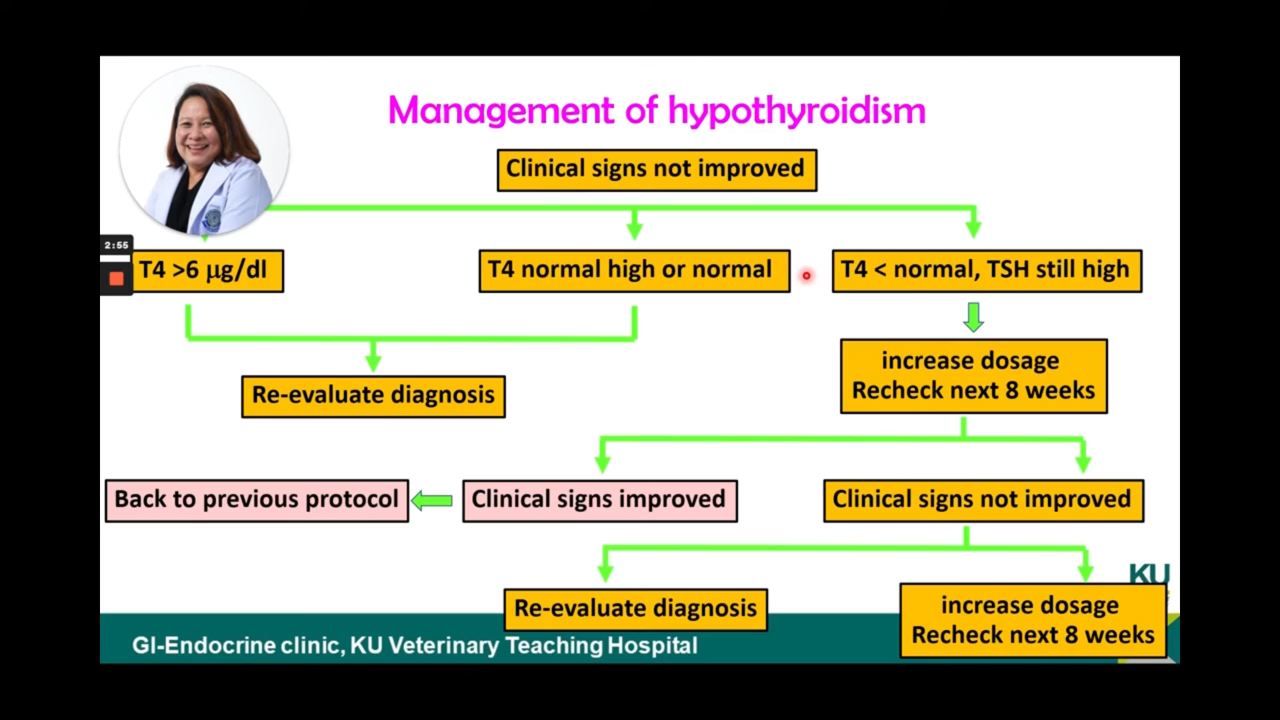 Management of hypothyroidism
Clinical signs not improved
2:55
T4 >6 µg/dl
T4 normal high or normal
T4 < normal, TSH still high
increase dosage
Recheck next 8 weeks
Re-evaluate diagnosis
Back to previous protocol
Clinical signs improved
Clinical signs not improved
KU
Re-evaluate diagnosis
increase dosage
Recheck next 8 weeks
GI-Endocrine clinic, KU Veterinary Teaching Hospital